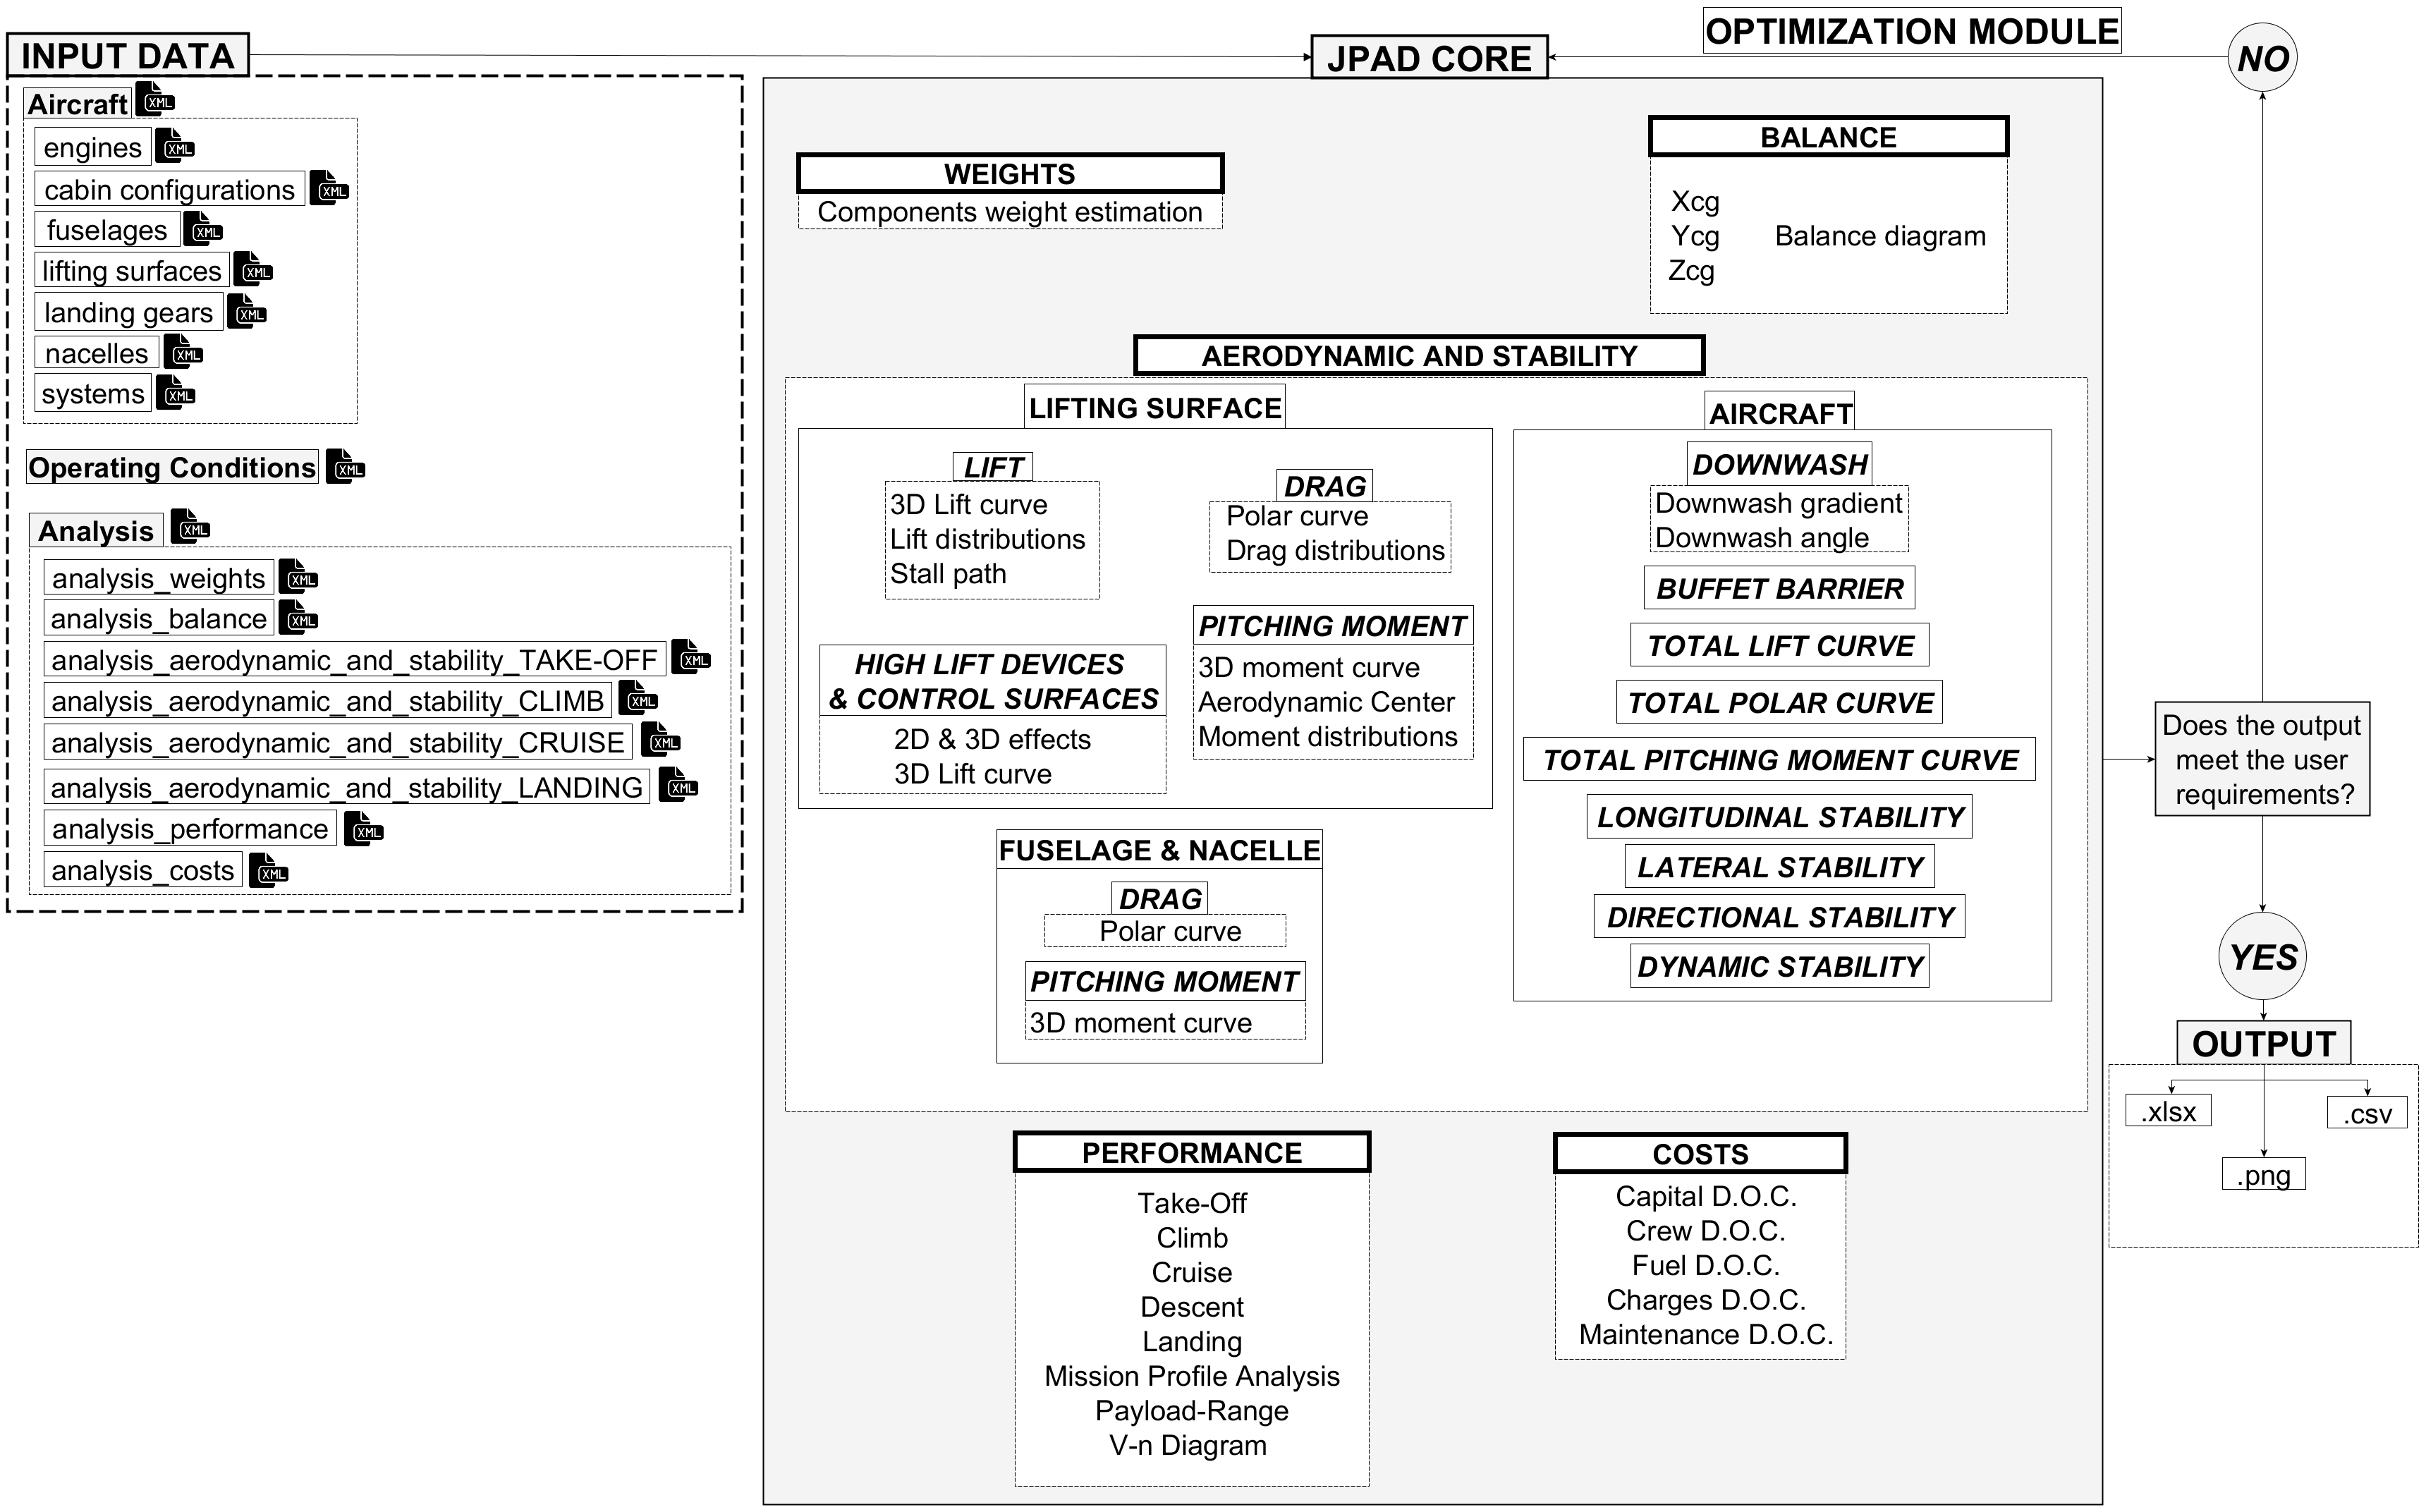 INPUT DATA
Aircraft
XML
engines
XML
cabin configurations
XML
fuselages
XML
lifting surfaces
XML
landing gears
XML
nacelles
XML
systems
XML
Operating Conditions
XML
Analysis
XML
analysis_weights
XML
analysis_balance
XML
analysis_aerodynamic_and_stability_TAKE-OFF
XML
analysis_aerodynamic_and_stability_CLIMB
XML
analysis_aerodynamic_and_stability_CRUISE
XML
analysis_aerodynamic_and_stability_LANDING
XML
analysis_performance
XML
analysis_costs
XML
JPAD CORE
WEIGHTS
Components weight estimation
BALANCE
Xcg
Ycg
Zcg
Balance diagram
AERODYNAMIC AND STABILITY
LIFTING SURFACE
LIFT
3D Lift curve
Lift distributions
Stall path
DRAG
Polar curve
Drag distributions
HIGH LIFT DEVICES
& CONTROL SURFACES
2D & 3D effects
3D Lift curve
PITCHING MOMENT
3D moment curve
Aerodynamic Center
Moment distributions
FUSELAGE & NACELLE
DRAG
Polar curve
PITCHING MOMENT
3D moment curve
AIRCRAFT
DOWNWASH
Downwash gradient
Downwash angle
BUFFET BARRIER
TOTAL LIFT CURVE
TOTAL POLAR CURVE
TOTAL PITCHING MOMENT CURVE
LONGITUDINAL STABILITY
LATERAL STABILITY
DIRECTIONAL STABILITY
DYNAMIC STABILITY
PERFORMANCE
Take-Off
Climb
Cruise
Descent
Landing
Mission Profile Analysis
Payload-Range
V-n Diagram
COSTS
Capital D.O.C.
Crew D.O.C.
Fuel D.O.C.
Charges D.O.C.
Maintenance D.O.C.
OPTIMIZATION MODULE
NO
Does the output
meet the user
requirements?
YES
OUTPUT
.xlsx
.csv
.png